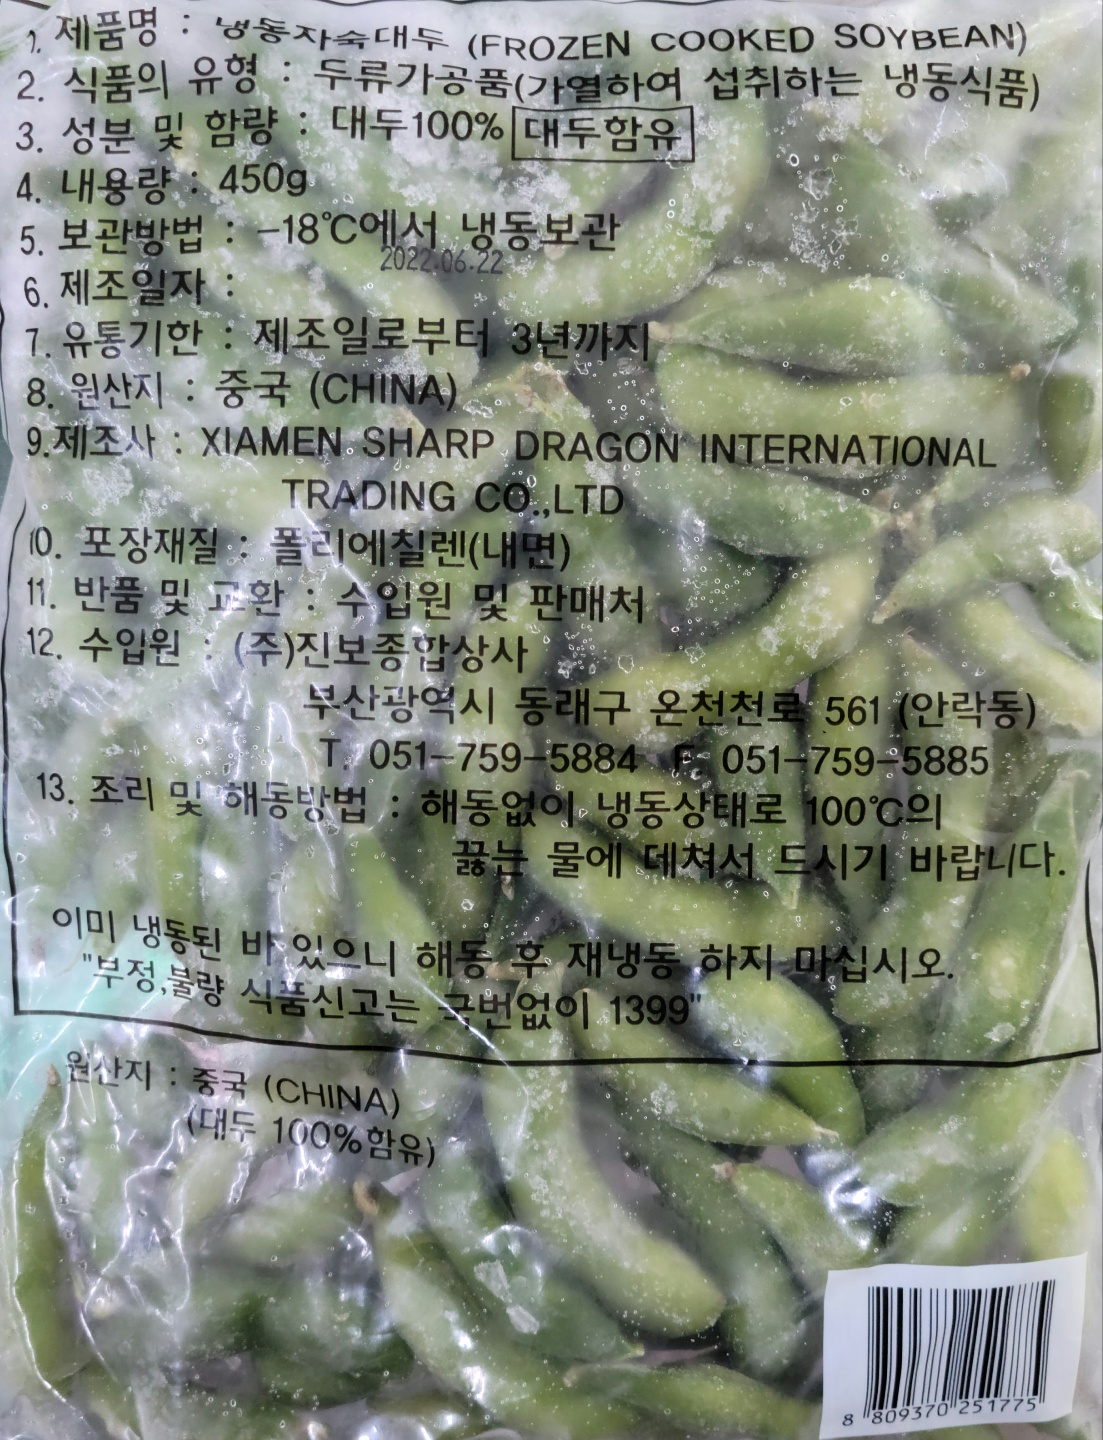 1. 제품명 : 냉동자숙대두 (FROZEN COOKED SOYBEAN)
2. 식품의 유형 : 두류가공품(가열하여 섭취하는 냉동식품)
3. 성분 및 함량 : 대두100% 대두함유
4. 내용량 : 450g
5. 보관방법 : -18℃에서 냉동보관
2022.06.22
6. 제조일자 :
7. 유통기한 : 제조일로부터 3년까지
8. 원산지 : 중국 (CHINA)
9.제조사 : XIAMEN SHARP DRAGON INTERNATIONAL
TRADING CO.,LTD
10. 포장재질 : 폴리에칠렌(내면)
11. 반품 및 교환 : 수입원 및 판매처
12. 수입원 : (주)진보종합상사
부산광역시 동래구 온천천로 561 (안락동)
T. 051-759-5884 F. 051-759-5885
13. 조리 및 해동방법 : 해동없이 냉동상태로 100℃의
끓는 물에 데쳐서 드시기 바랍니다.
이미 냉동된 바 있으니 해동 후 재냉동 하지 마십시오.
"부정,불량 식품신고는 국번없이 1399"
원산지 : 중국 (CHINA)
(대두 100%함유)
8 809370 251775